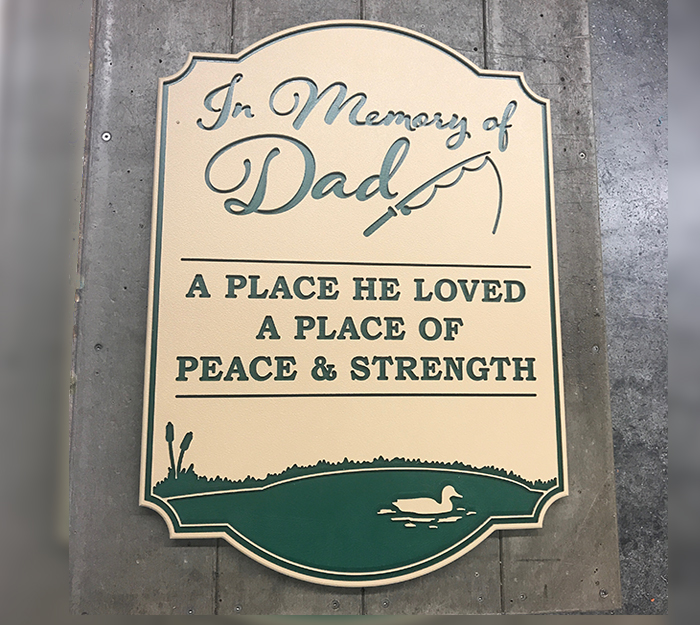 In Memory of
Dad
A PLACE HE LOVED
A PLACE OF
PEACE & STRENGTH